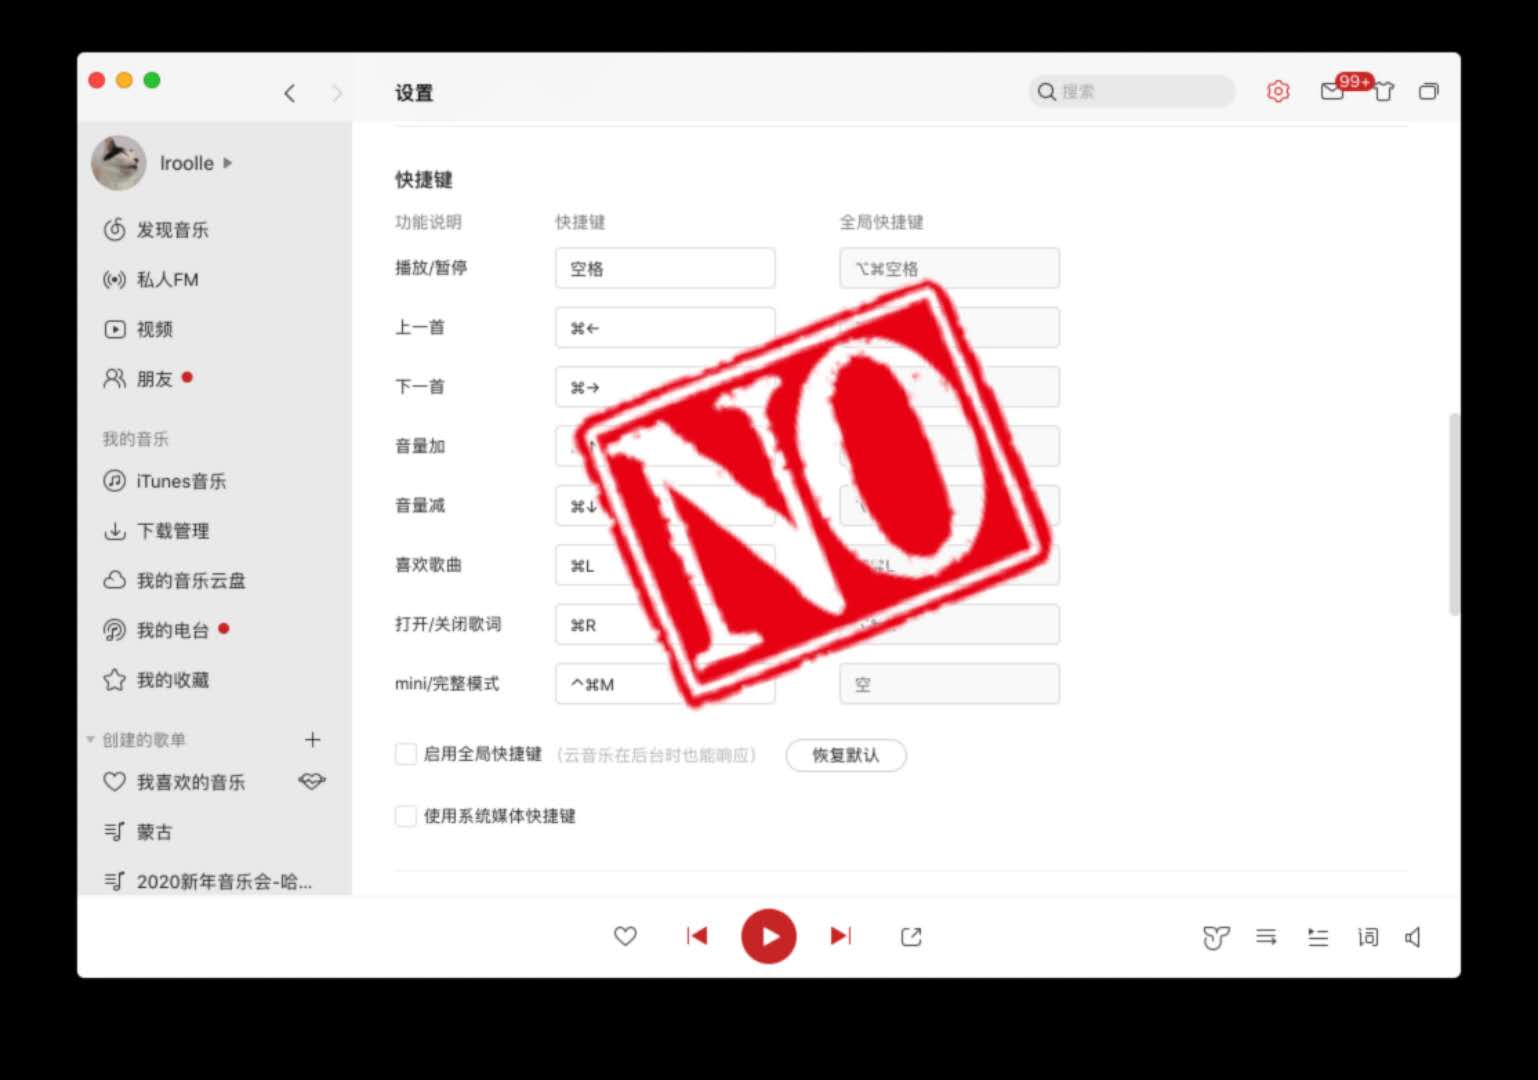 设置
搜索
99+
lroolle
发现音乐
私人FM
视频
朋友
我的音乐
iTunes音乐
下载管理
我的音乐云盘
我的电台
我的收藏
创建的歌单
我喜欢的音乐
蒙古
2020新年音乐会-哈...
快捷键
功能说明 快捷键 全局快捷键
播放/暂停 空格 ⌥⌘空格
上一首 ⌘←
下一首 ⌘→
音量加
音量减 ⌘↓
喜欢歌曲 ⌘L
打开/关闭歌词 ⌘R
mini/完整模式 ^⌘M 空
NO
启用全局快捷键 (云音乐在后台时也能响应) 恢复默认
使用系统媒体快捷键
词